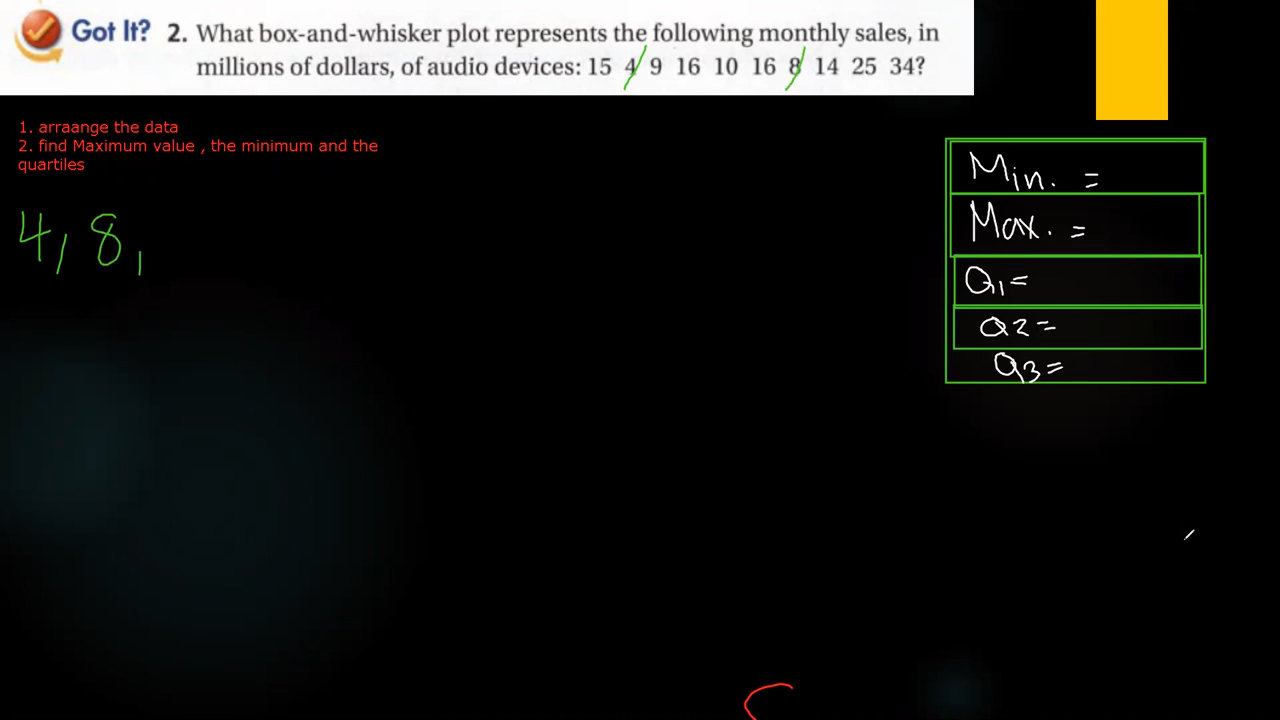 Got It? 2. What box-and-whisker plot represents the following monthly sales, in
millions of dollars, of audio devices: 15 4 9 16 10 16 8 14 25 34?
1. arraange the data
2. find Maximum value , the minimum and the
quartiles
4, 8,
Min. =
Max. =
Q1=
Q2=
Q3=